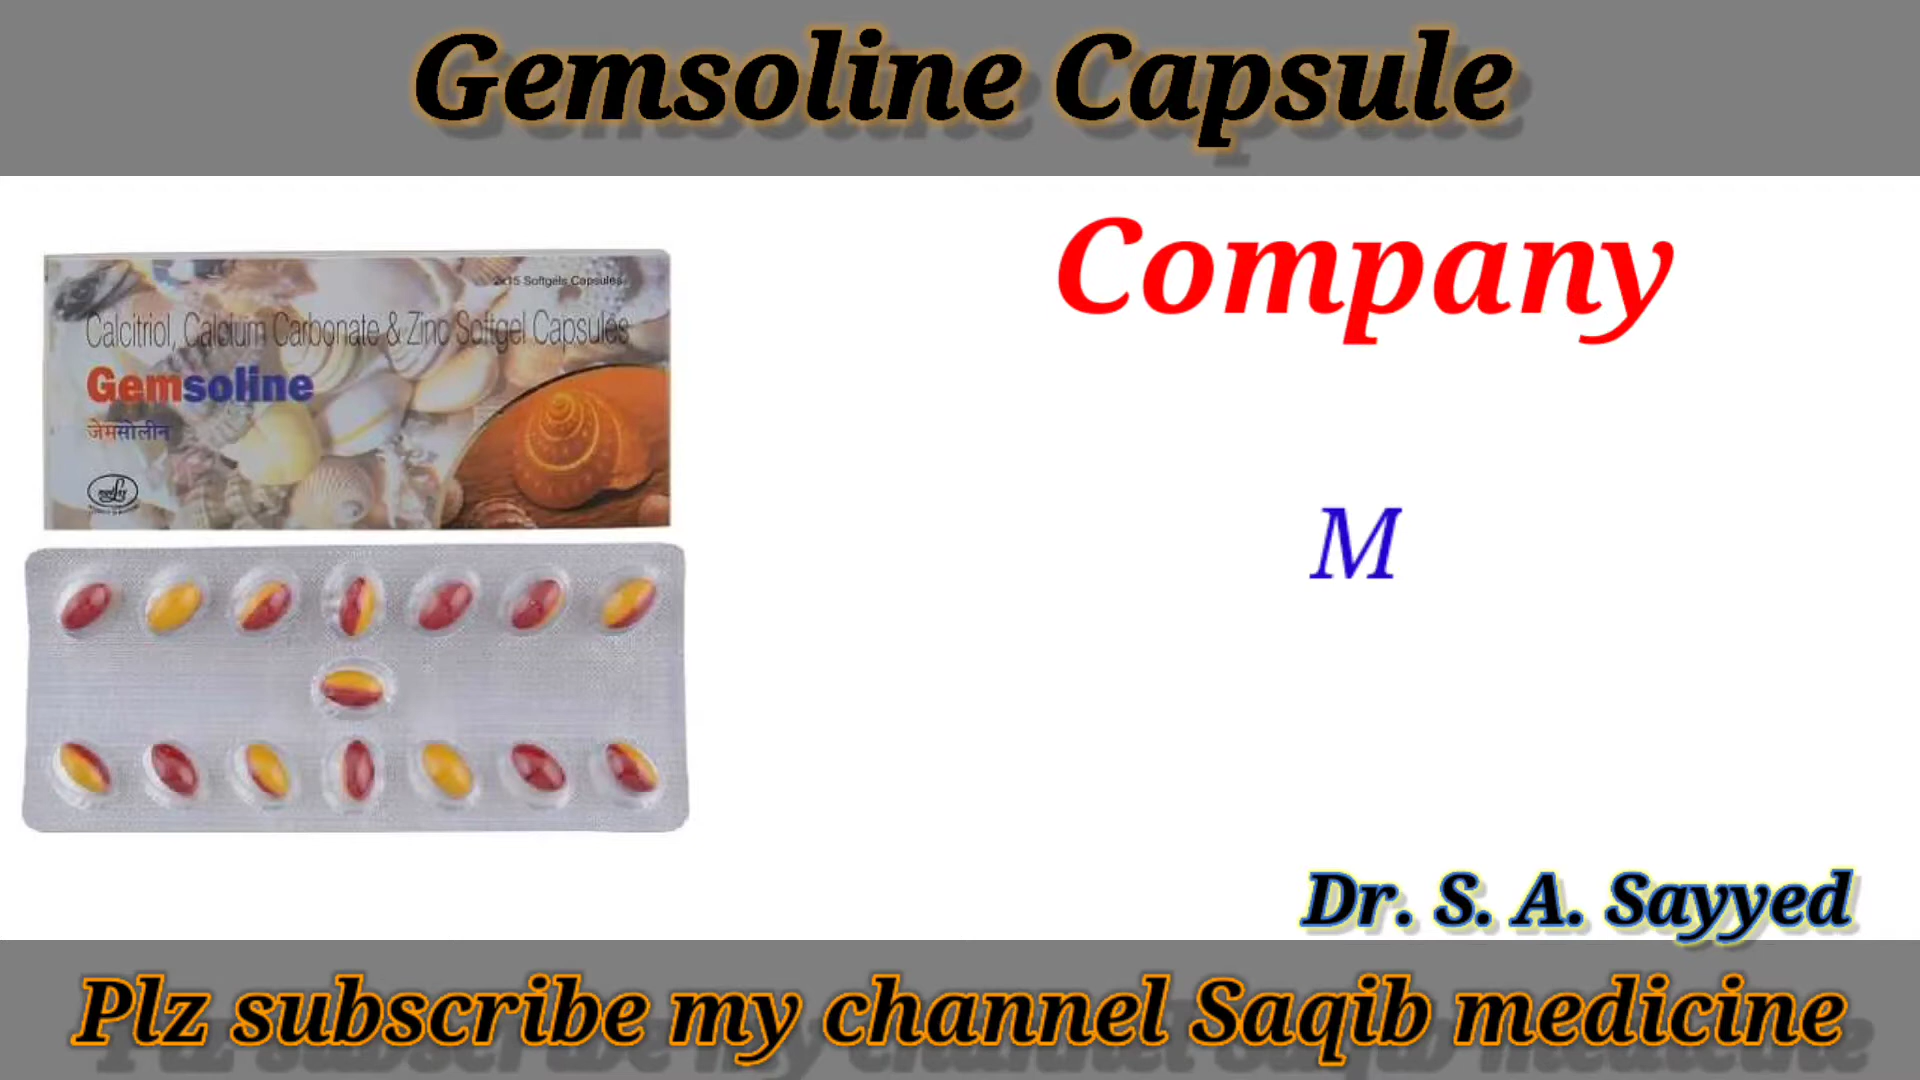 Gemsoline Capsule
2x15 Softgels Capsules
Calcitriol, Calcium Carbonate & Zinc Softgel Capsules
Gemsoline
जेमसोलीन
Company
M
Dr. S. A. Sayyed
Plz subscribe my channel Saqib medicine